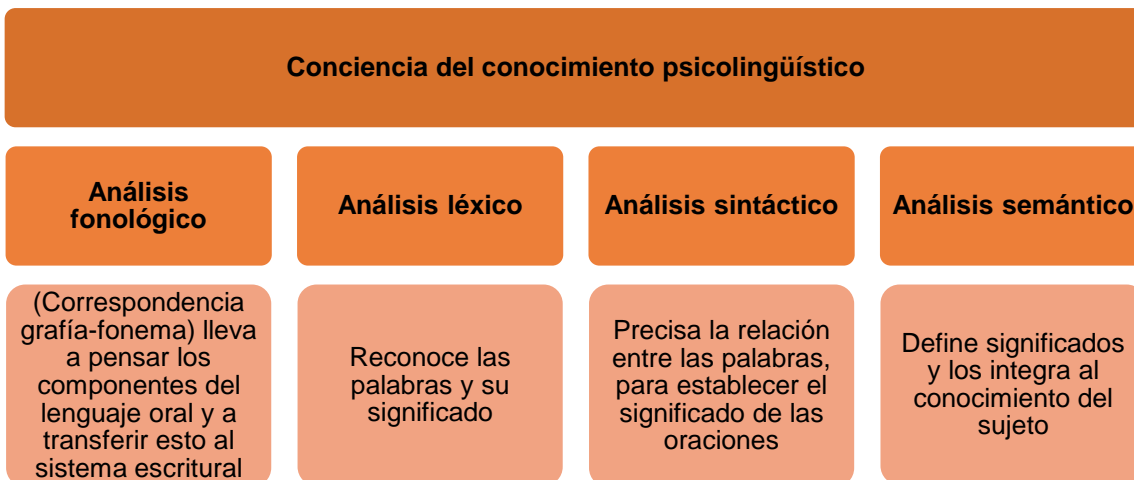 Conciencia del conocimiento psicolingüístico
Análisis
fonológico
Análisis léxico
Análisis sintáctico
Análisis semántico
(Correspondencia
grafía-fonema) lleva
a pensar los
componentes del
lenguaje oral y a
transferir esto al
sistema escritural
Reconoce las
palabras y su
significado
Precisa la relación
entre las palabras,
para establecer el
significado de las
oraciones
Define significados
y los integra al
conocimiento del
sujeto